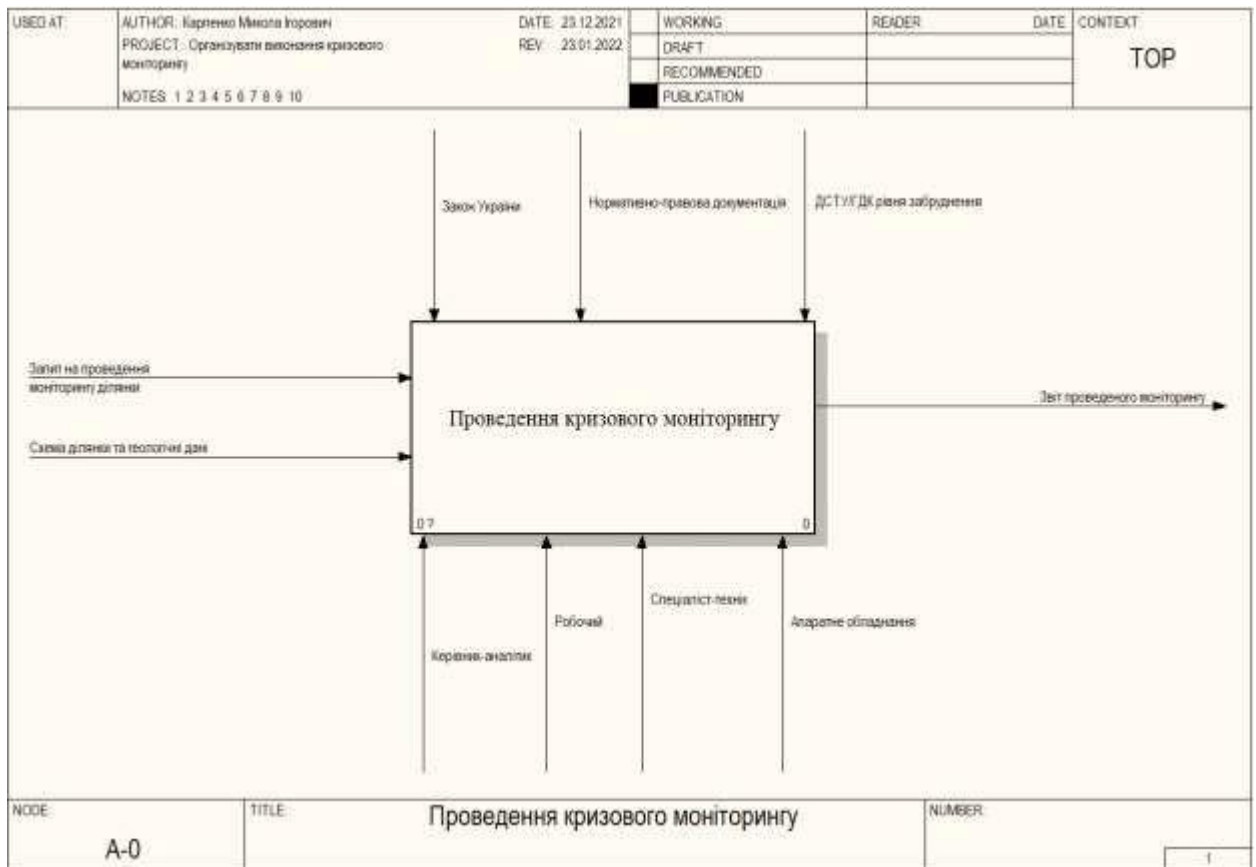 USED AT:
AUTHOR: Карпенко Микола Ігорович
DATE: 23.12.2021
PROJECT: Організувати виконання кризового
моніторингу
REV: 23.01.2022
NOTES: 1 2 3 4 5 6 7 8 9 10
WORKING
DRAFT
RECOMMENDED
PUBLICATION
READER
DATE
CONTEXT:
TOP
Закон України
Нормативно-правова документація
ДСТУ/ГДК рівня забруднення
Запит на проведення
моніторингу ділянки
Схема ділянки та геологічні дані
Проведення кризового моніторингу
0 ?
0
Звіт проведеного моніторингу
Спеціаліст-технік
Робочий
Апаратне обладнання
Керівник-аналітик
NODE:
A-0
TITLE:
Проведення кризового моніторингу
NUMBER:
1